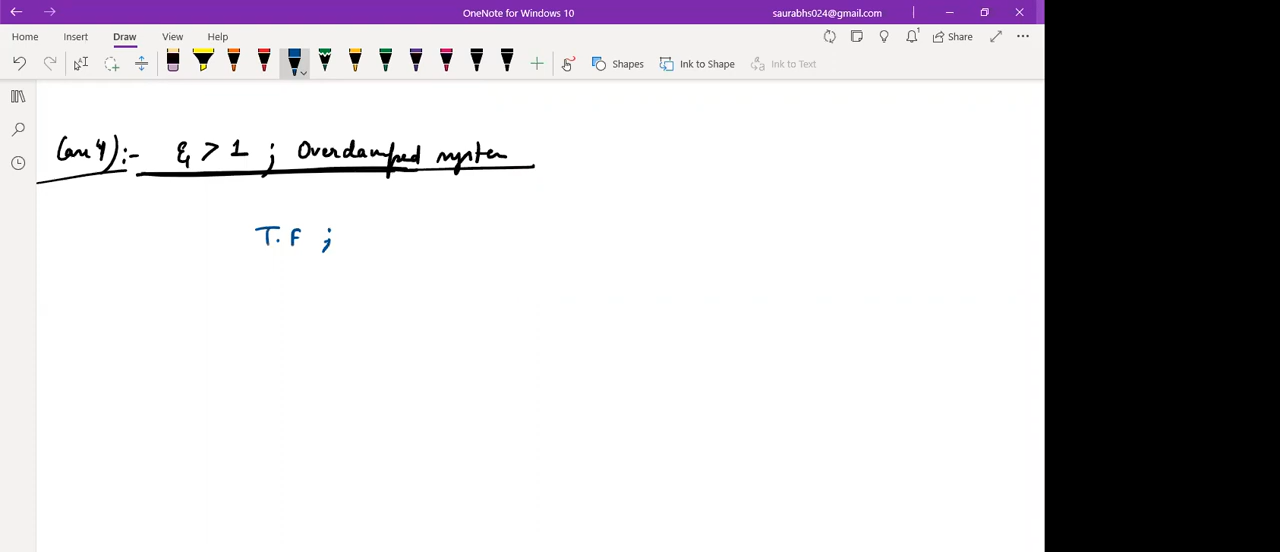 OneNote for Windows 10
saurabhs024@gmail.com
Home Insert Draw View Help
1 Share
Shapes Ink to Shape Ink to Text
Case 4) :- ξ > 1 ; Overdamped system
T.F ;